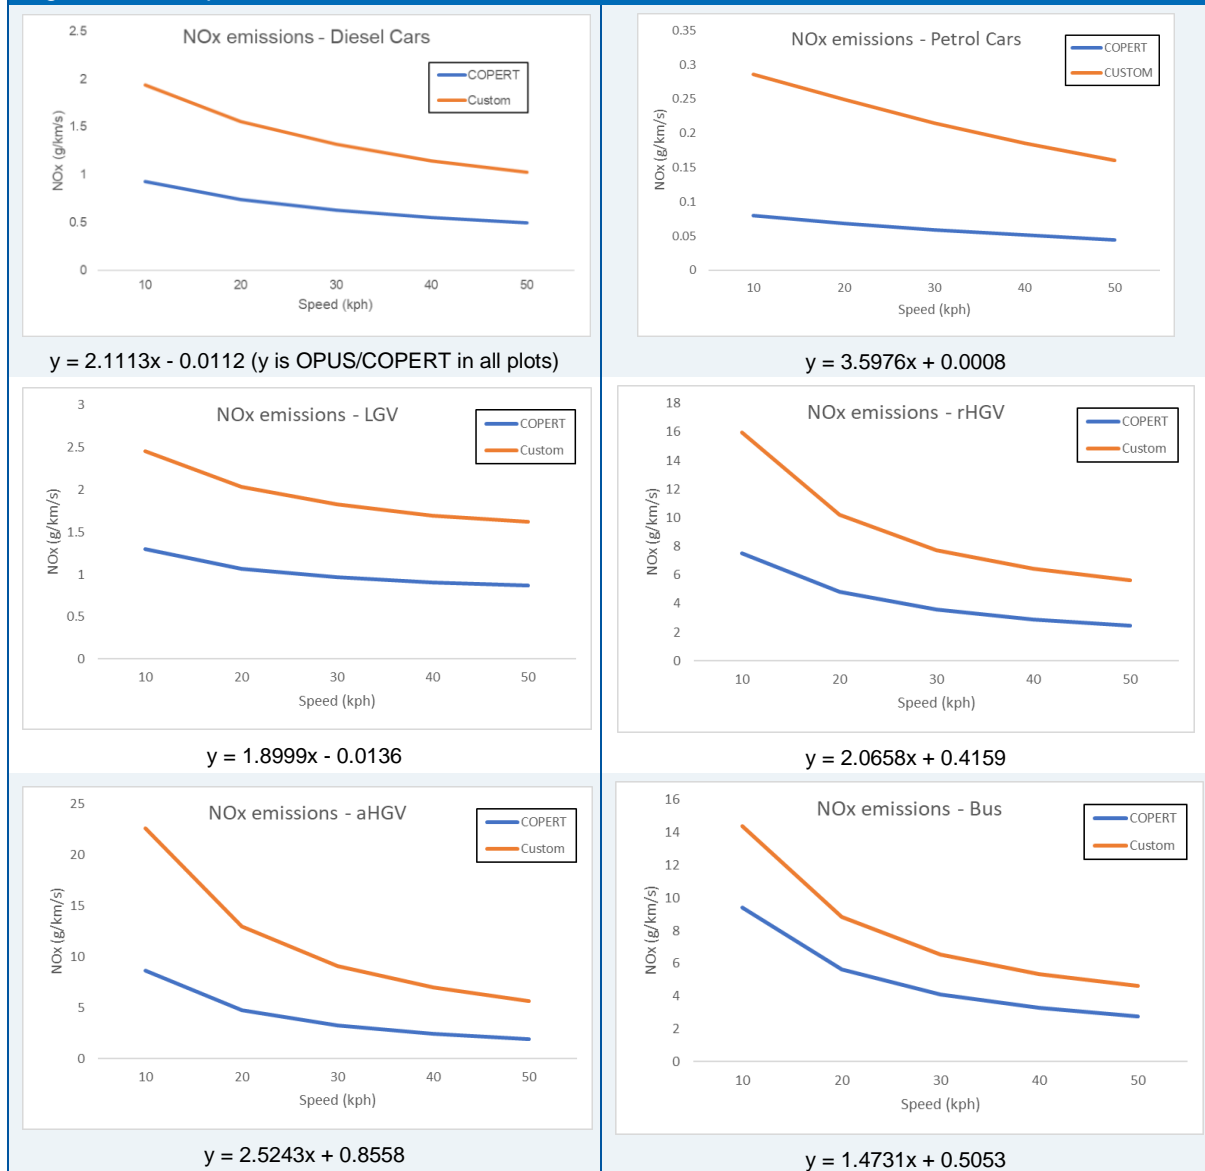 NOx emissions - Diesel Cars
COPERT
Custom
2.5
2
1.5
1
0.5
0
NOx (g/km/s)
10 20 30 40 50
Speed (kph)
y = 2.1113x - 0.0112 (y is OPUS/COPERT in all plots)
NOx emissions - Petrol Cars
COPERT
CUSTOM
0.35
0.3
0.25
0.2
0.15
0.1
0.05
0
NOx (g/km/s)
10 20 30 40 50
Speed (kph)
y = 3.5976x + 0.0008
NOx emissions - LGV
COPERT
Custom
3
2.5
2
1.5
1
0.5
0
NOx (g/km/s)
10 20 30 40 50
Speed (kph)
y = 1.8999x - 0.0136
NOx emissions - rHGV
COPERT
Custom
18
16
14
12
10
8
6
4
2
0
NOx (g/km/s)
10 20 30 40 50
Speed (kph)
y = 2.0658x + 0.4159
NOx emissions - aHGV
COPERT
Custom
25
20
15
10
5
0
NOx (g/km/s)
10 20 30 40 50
Speed (kph)
y = 2.5243x + 0.8558
NOx emissions - Bus
COPERT
Custom
16
14
12
10
8
6
4
2
0
NOx (g/km/s)
10 20 30 40 50
Speed (kph)
y = 1.4731x + 0.5053